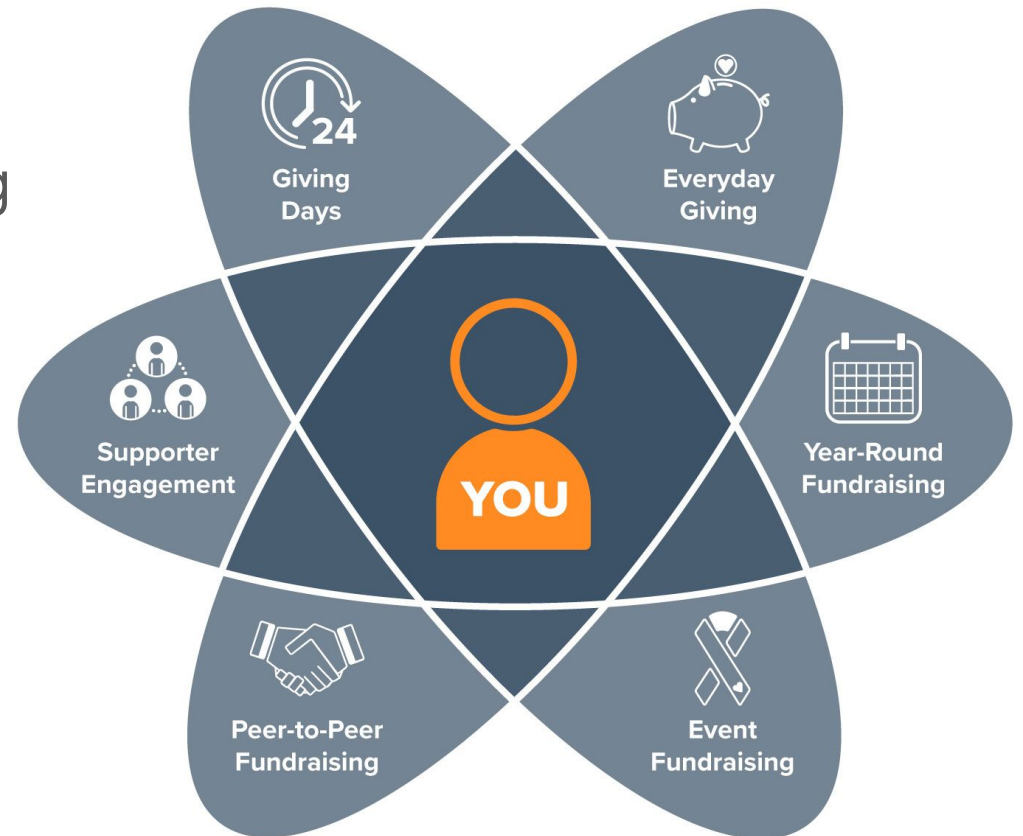 g
24
Giving
Days
Everyday
Giving
Supporter
Engagement
YOU
Year-Round
Fundraising
Peer-to-Peer
Fundraising
Event
Fundraising